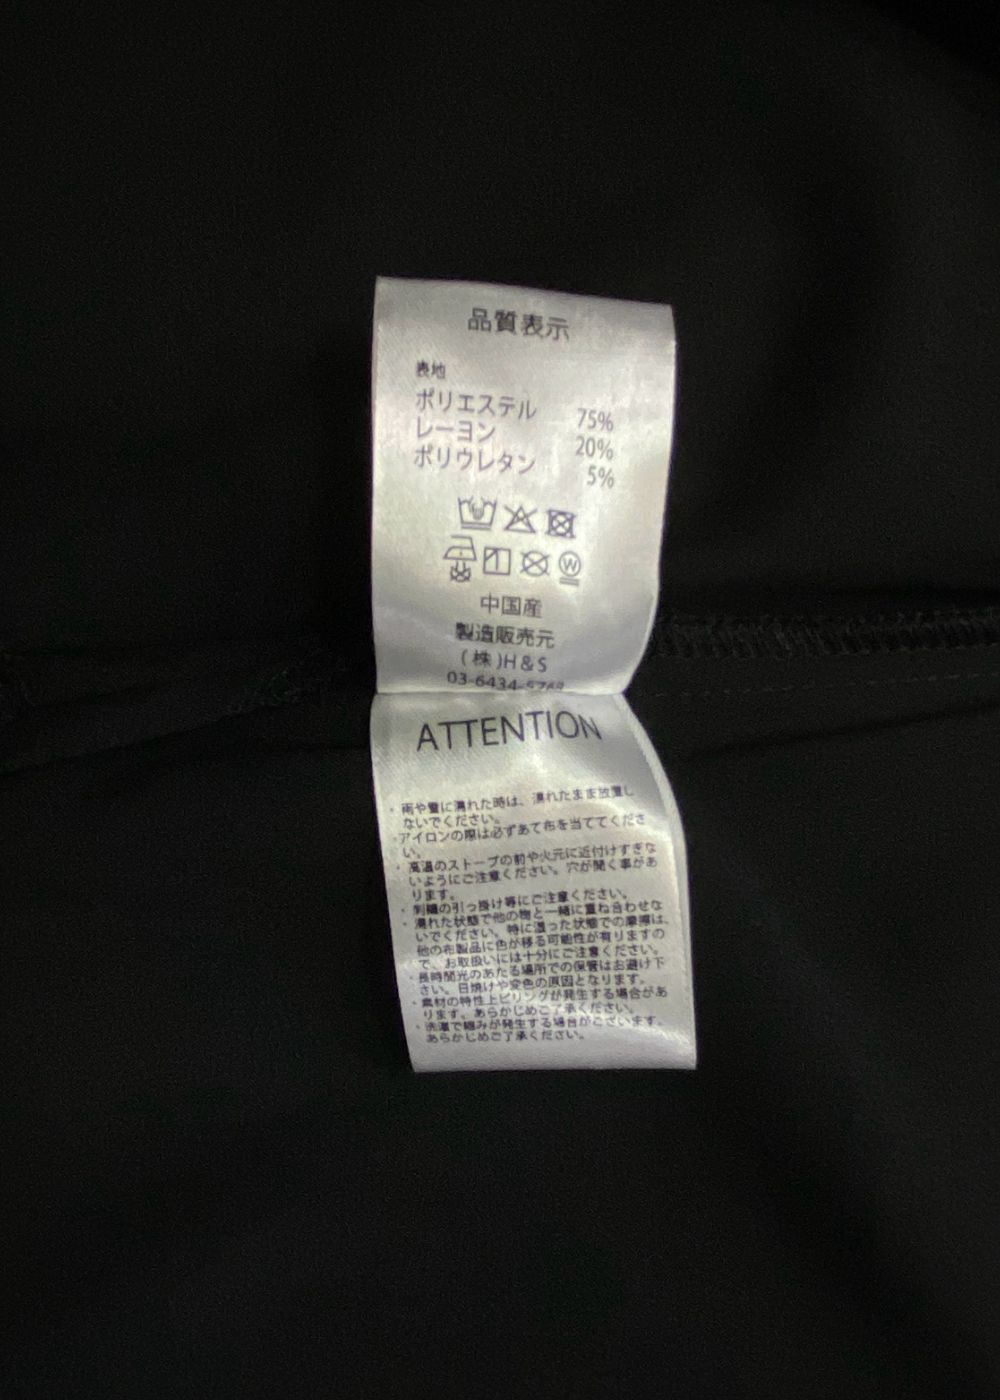 品質表示
表地
ポリエステル 75%
レーヨン 20%
ポリウレタン 5%
W
中国産
製造販売元
(株)H&S
03-6434-5768
ATTENTION
・雨や雪に濡れた時は、濡れたまま放置し
ないでください。
・アイロンの際は必ずあて布を当ててくださ
い。
・高温のストーブの前や火元に近付けすぎな
いようにご注意ください。穴が開く事があ
ります。
・刺繍の引っ掛け等にご注意ください。
・濡れた状態で他の物と一緒に重ね合わせな
いでください。特に湿った状態での摩擦は、
他の布製品に色が移る可能性が有りますの
で、お取扱いには十分にご注意ください。
・長時間光のあたる場所での保管はお避け下
さい。日焼けや変色の原因となります。
・素材の特性上ピリングが発生する場合があ
ります。あらかじめご了承ください。
・洗濯で縮みが発生する場合がございます。
あらかじめご了承ください。